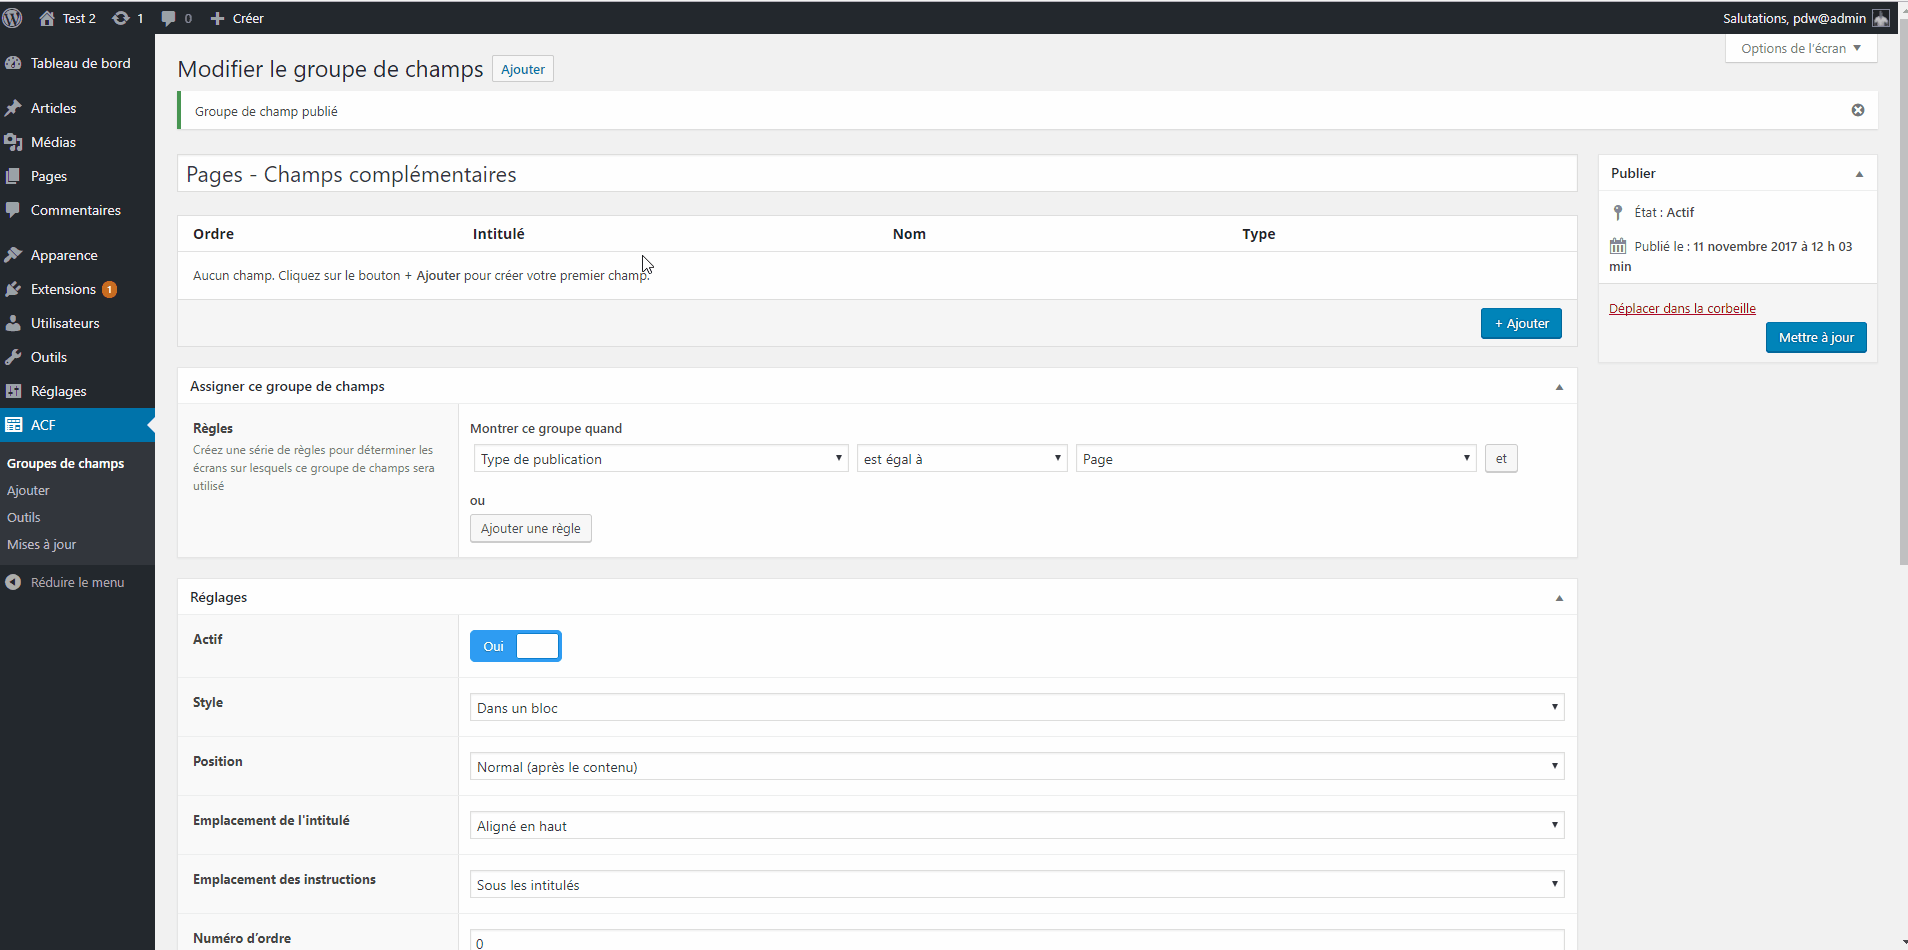 Test 2
1
0
Créer
Salutations, pdw@admin
Options de l'écran
Tableau de bord
Articles
Médias
Pages
Commentaires
Apparence
Extensions 1
Utilisateurs
Outils
Réglages
ACF
Groupes de champs
Ajouter
Outils
Mises à jour
Réduire le menu
Modifier le groupe de champs
Ajouter
Groupe de champ publié
Pages - Champs complémentaires
Ordre Intitulé Nom Type
Aucun champ. Cliquez sur le bouton + Ajouter pour créer votre premier champ.
+ Ajouter
Assigner ce groupe de champs
Règles
Créez une série de règles pour déterminer les
écrans sur lesquels ce groupe de champs sera
utilisé
Montrer ce groupe quand
Type de publication est égal à Page et
ou
Ajouter une règle
Réglages
Actif Oui
Style Dans un bloc
Position Normal (après le contenu)
Emplacement de l'intitulé Aligné en haut
Emplacement des instructions Sous les intitulés
Numéro d’ordre 0
Publier
État : Actif
Publié le : 11 novembre 2017 à 12 h 03
min
Déplacer dans la corbeille
Mettre à jour